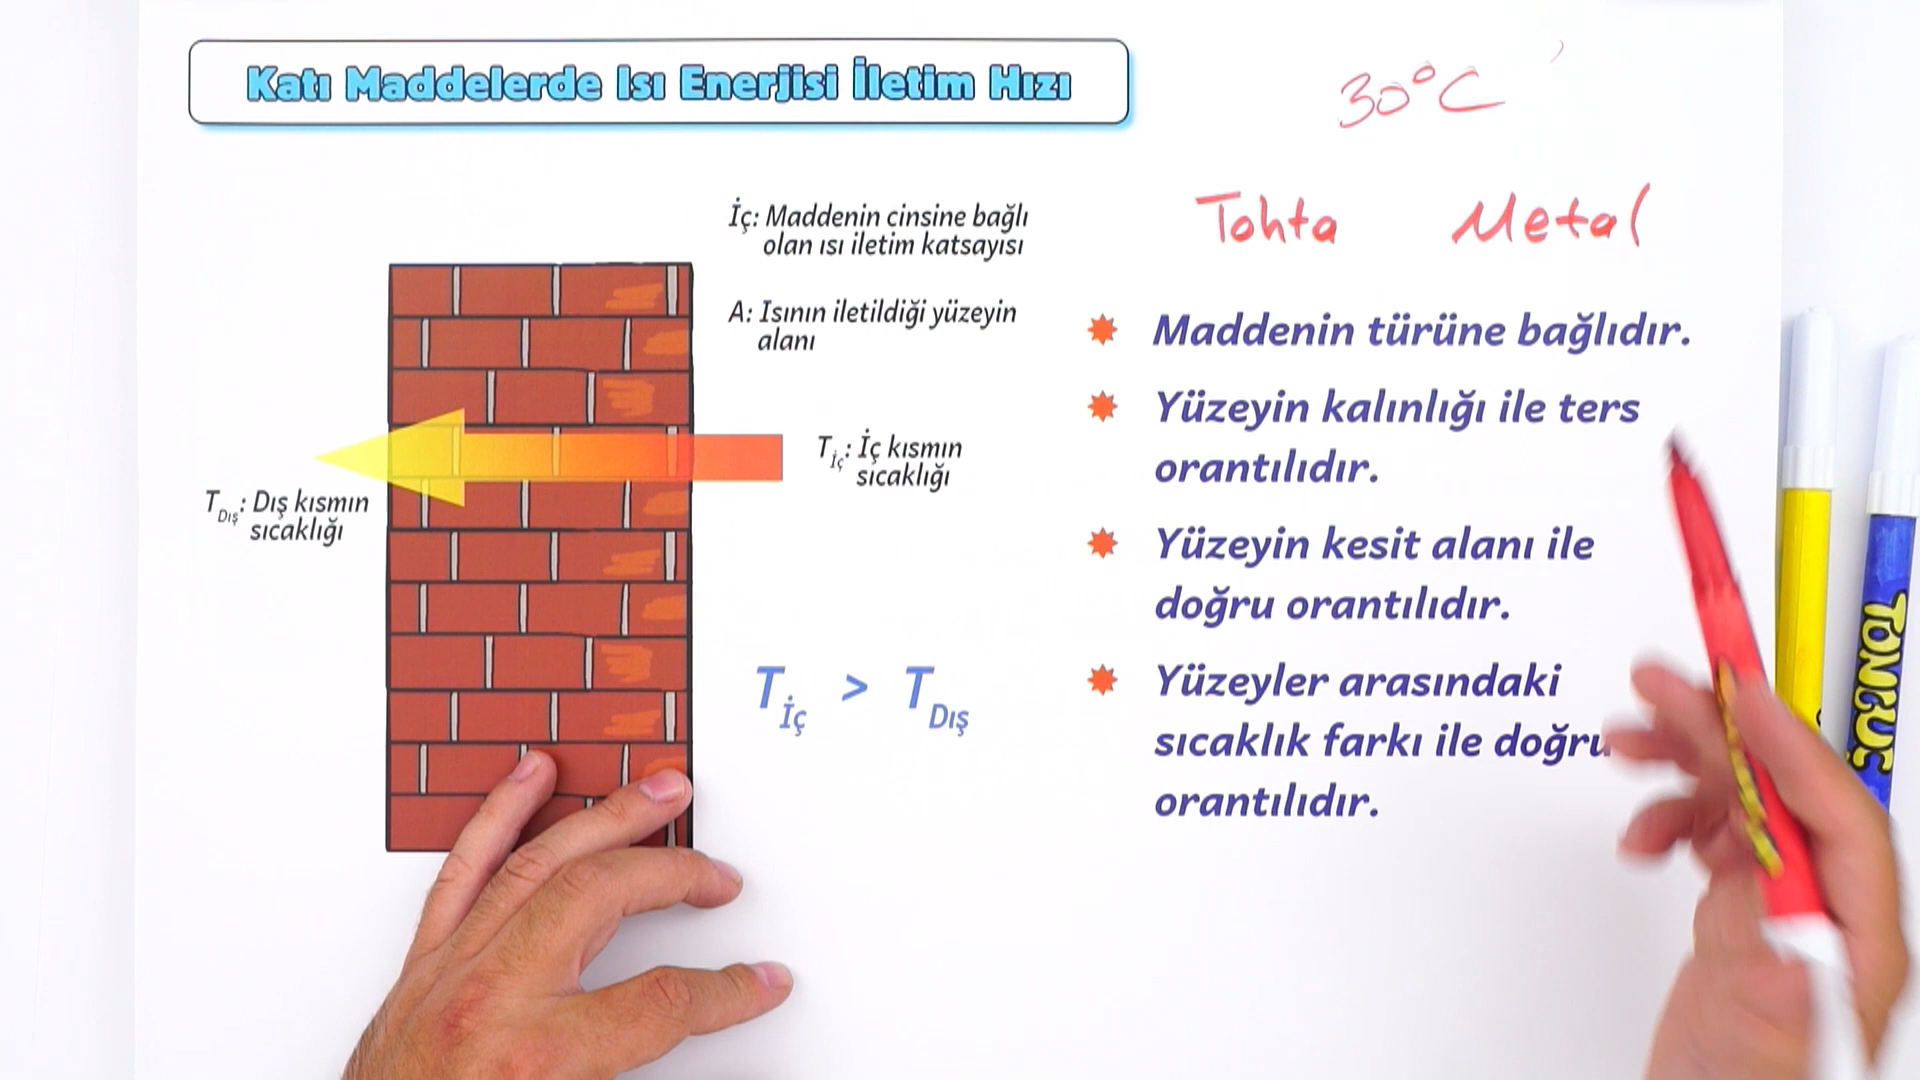 Katı Maddelerde Isı Enerjisi İletim Hızı
30°C
Tahta Metal
İç: Maddenin cinsine bağlı
olan ısı iletim katsayısı
A: Isının iletildiği yüzeyin
alanı
Tİç: İç kısmın
sıcaklığı
TDış: Dış kısmın
sıcaklığı
Tİç > TDış
Maddenin türüne bağlıdır.
Yüzeyin kalınlığı ile ters
orantılıdır.
Yüzeyin kesit alanı ile
doğru orantılıdır.
Yüzeyler arasındaki
sıcaklık farkı ile doğru
orantılıdır.
TONGUÇ